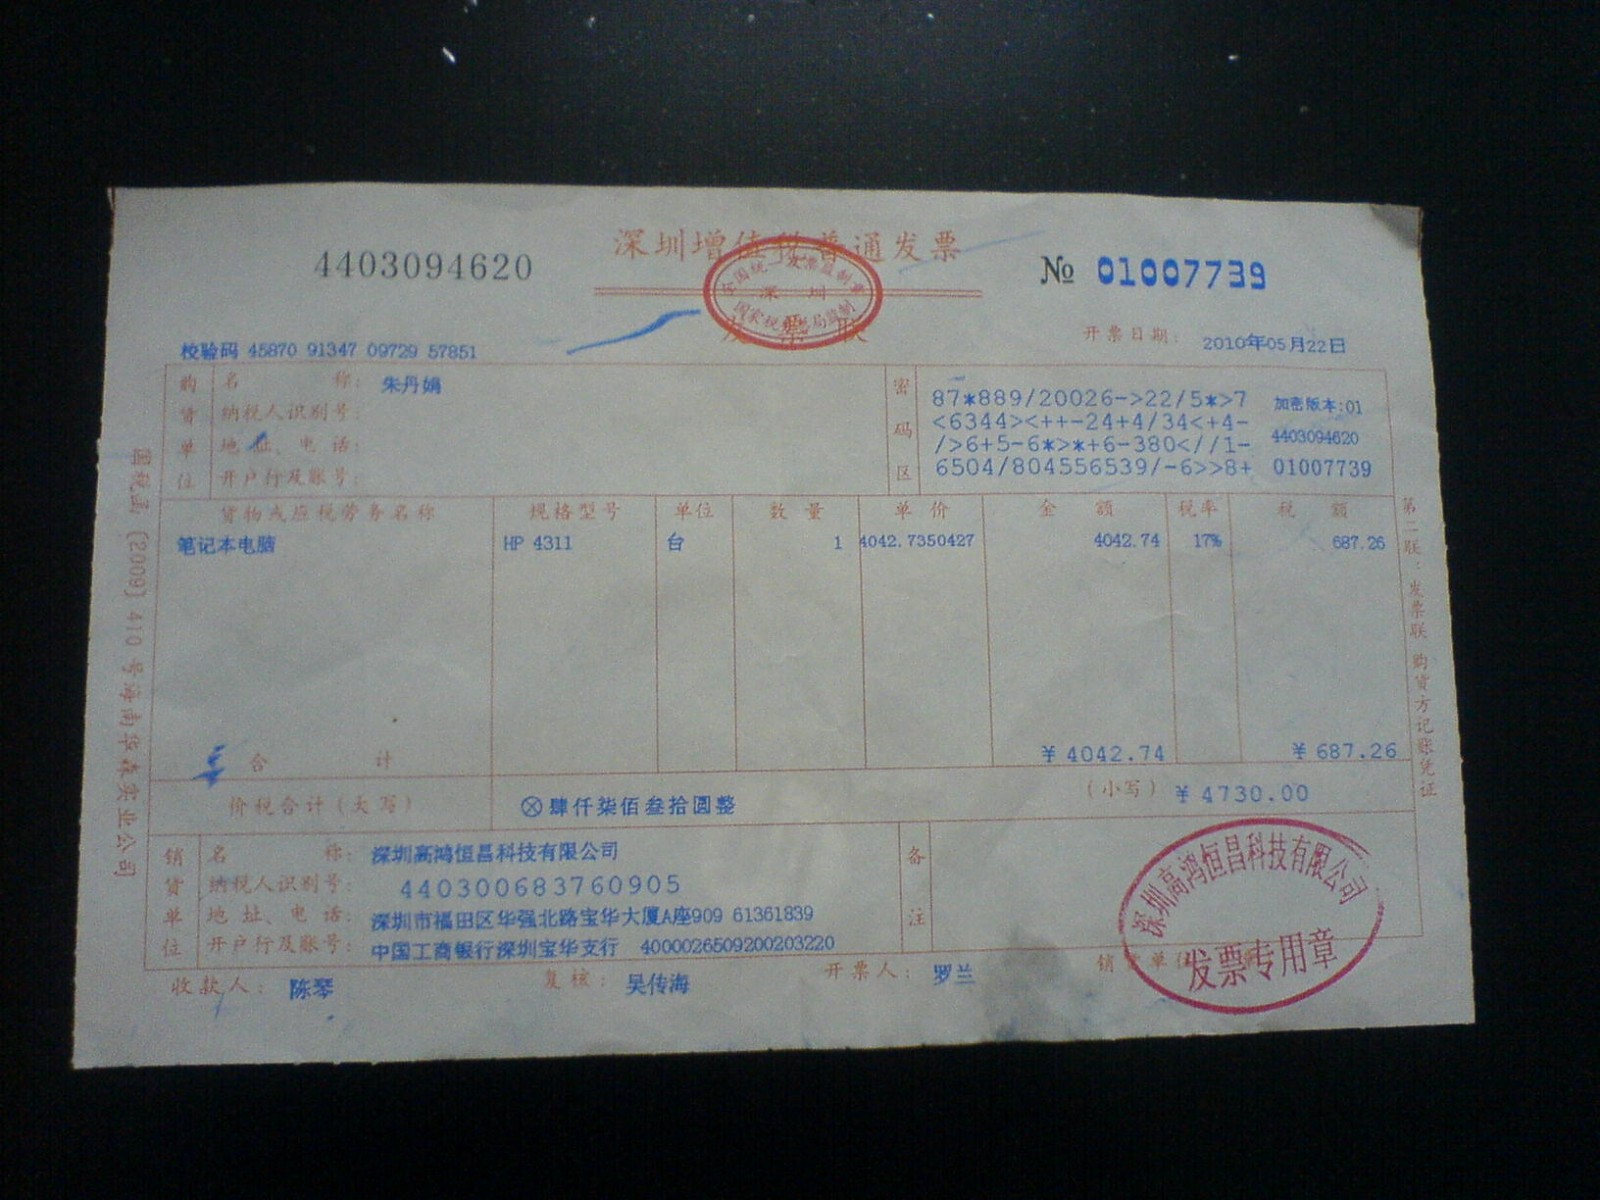 4403094620
深圳增值税普通发票
全国统一发票监制章
深圳
国家税务总局监制
发票联
№ 01007739
校验码 45870 91347 09729 57851
开票日期: 2010年05月22日
购货单位
名称: 朱丹娟
纳税人识别号:
地址、电话:
开户行及账号:
密码区
87*889/20026->22/5*>7 加密版本:01
<6344><++-24+4/34<+4-
/>6+5-6*>*+6-380<//1- 4403094620
6504/804556539/-6>>8+ 01007739
货物或应税劳务名称 规格型号 单位 数量 单价 金额 税率 税额
笔记本电脑 HP 4311 台 1 4042.7350427 4042.74 17% 687.26
合计 ¥4042.74 ¥687.26
价税合计(大写) ⊗肆仟柒佰叁拾圆整 (小写) ¥4730.00
销货单位
名称: 深圳高鸿恒昌科技有限公司
纳税人识别号: 440300683760905
地址、电话: 深圳市福田区华强北路宝华大厦A座909 61361839
开户行及账号: 中国工商银行深圳宝华支行 4000026509200203220
备注
收款人: 陈琴 复核: 吴传海 开票人: 罗兰 销货单位
深圳高鸿恒昌科技有限公司
发票专用章
国税函〔2009〕410号海南华森实业公司
第二联:发票联 购货方记账凭证